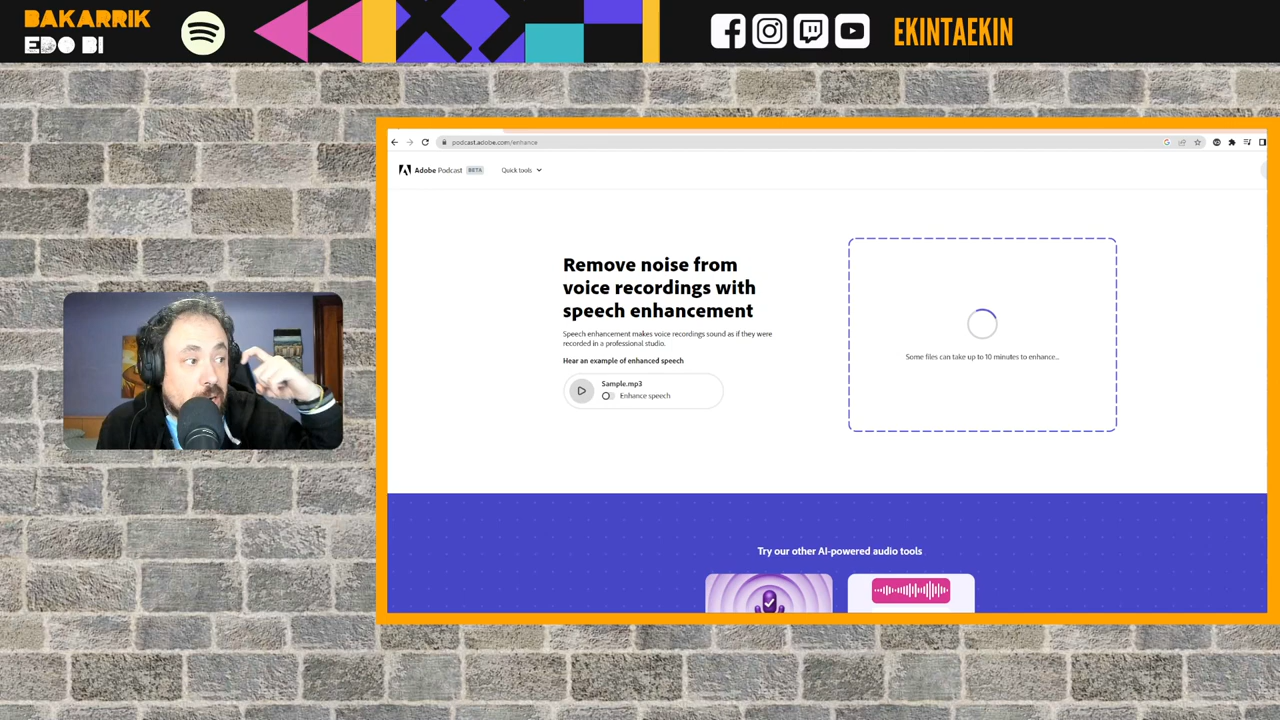 BAKARRIK
EDO BI
EKINTAEKIN
podcast.adobe.com/enhance
Adobe Podcast BETA
Quick tools
Remove noise from
voice recordings with
speech enhancement
Speech enhancement makes voice recordings sound as if they were
recorded in a professional studio.
Hear an example of enhanced speech
Sample.mp3
Enhance speech
Some files can take up to 10 minutes to enhance...
Try our other AI-powered audio tools